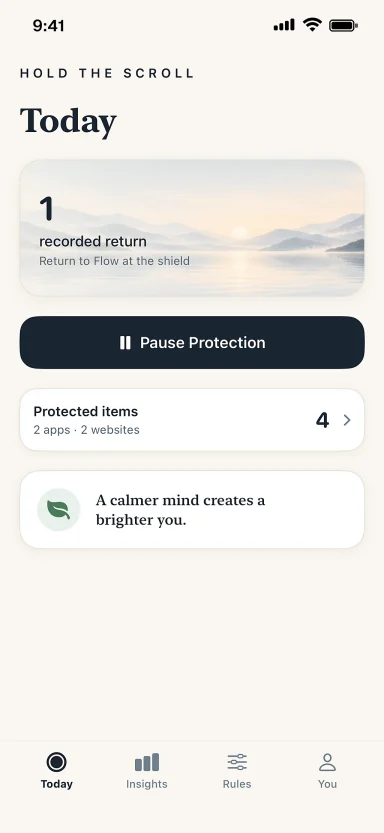 9:41
HOLD THE SCROLL
Today
1
recorded return
Return to Flow at the shield
Pause Protection
Protected items
2 apps · 2 websites
4
A calmer mind creates a
brighter you.
Today
Insights
Rules
You